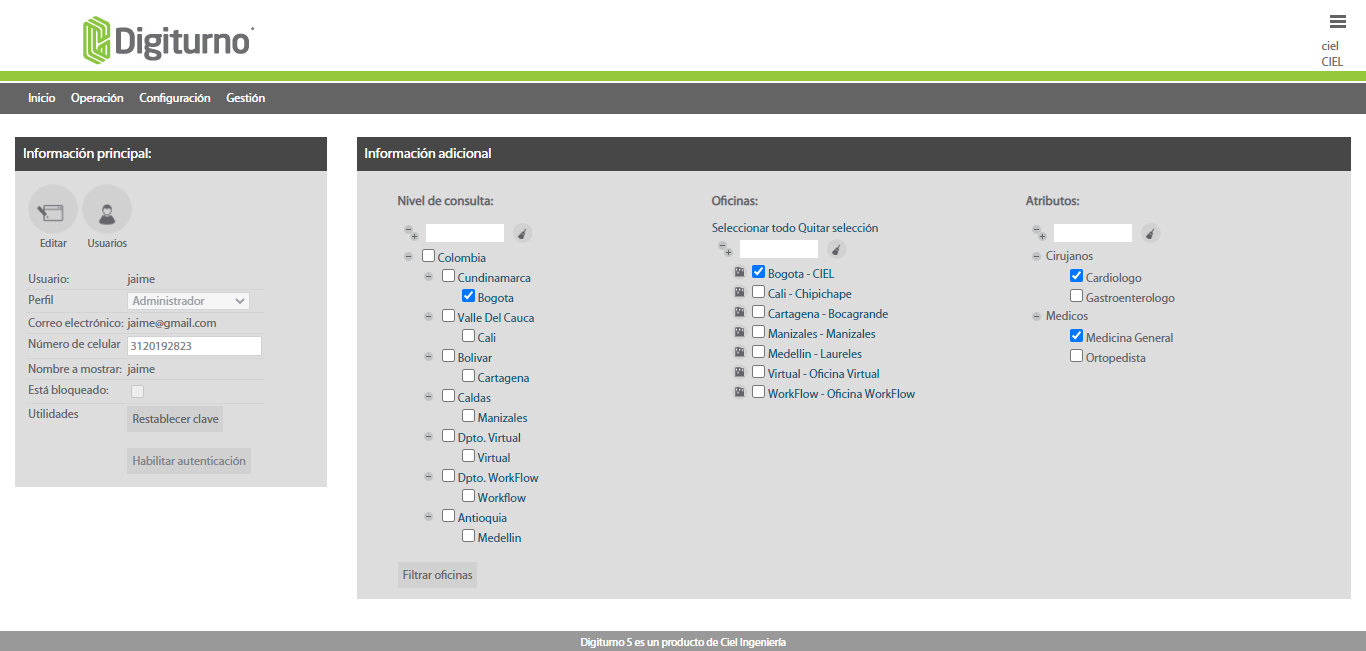 Digiturno
ciel
CIEL
Inicio Operación Configuración Gestión
Información principal:
Editar Usuarios
Usuario: jaime
Perfil Administrador
Correo electrónico: jaime@gmail.com
Número de celular 3120192823
Nombre a mostrar: jaime
Está bloqueado:
Utilidades Restablecer clave
Habilitar autenticación
Información adicional
Nivel de consulta:
Colombia
Cundinamarca
Bogota
Valle Del Cauca
Cali
Bolivar
Cartagena
Caldas
Manizales
Dpto. Virtual
Virtual
Dpto. WorkFlow
Workflow
Antioquia
Medellin
Filtrar oficinas
Oficinas:
Seleccionar todo Quitar selección
Bogota - CIEL
Cali - Chipichape
Cartagena - Bocagrande
Manizales - Manizales
Medellin - Laureles
Virtual - Oficina Virtual
WorkFlow - Oficina WorkFlow
Atributos:
Cirujanos
Cardiologo
Gastroenterologo
Medicos
Medicina General
Ortopedista
Digiturno 5 es un producto de Ciel Ingeniería